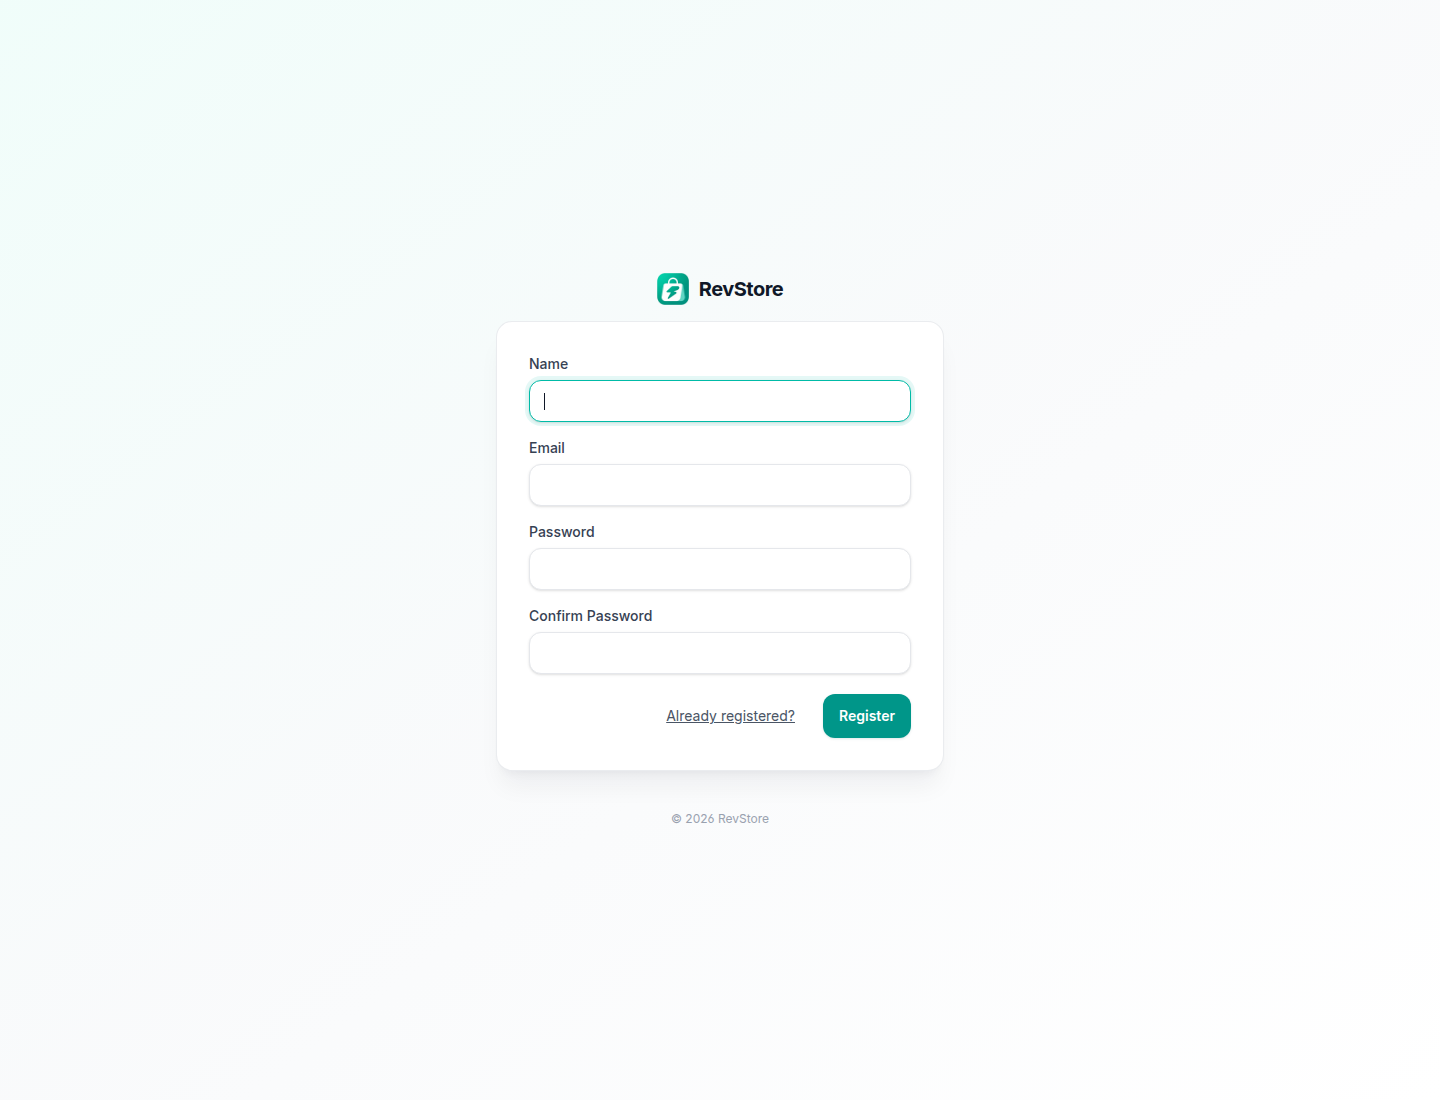 RevStore
Name
Email
Password
Confirm Password
Already registered? Register
© 2026 RevStore